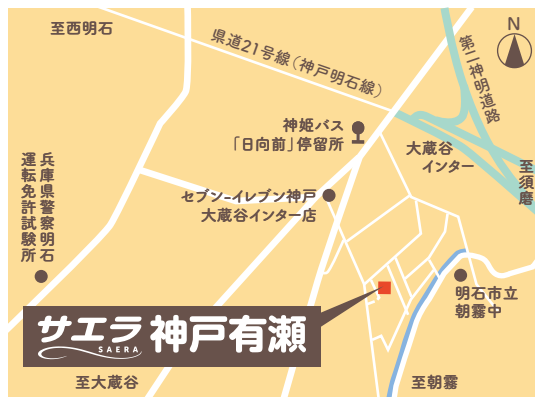 至西明石
県道21号線(神戸明石線)
N
第二神明道路
神姫バス
「日向前」停留所
大蔵谷
インター
至須磨
兵庫県警察明石
運転免許試験所
セブン-イレブン神戸
大蔵谷インター店
明石市立
朝霧中
サエラ
SAERA
神戸有瀬
至大蔵谷
至朝霧